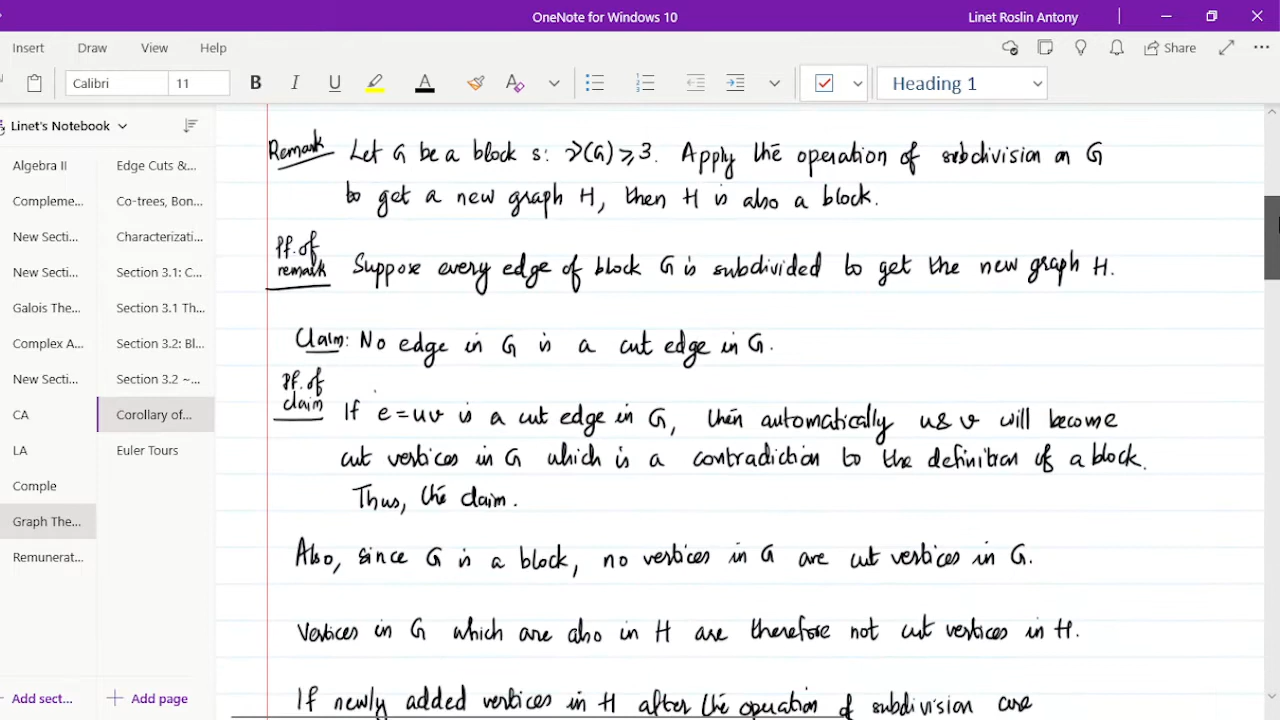 OneNote for Windows 10
Linet Roslin Antony
Insert Draw View Help
Share
Calibri 11 B I U A Heading 1
Linet's Notebook
Algebra II
Compleme...
New Secti...
New Secti...
Galois The...
Complex A...
New Secti...
CA
LA
Comple
Graph The...
Remunerat...
Add sect...
Edge Cuts &...
Co-trees, Bon...
Characterizati...
Section 3.1: C...
Section 3.1 Th...
Section 3.2: Bl...
Section 3.2 ~...
Corollary of...
Euler Tours
Add page
Remark Let G be a block s: ν(G) ≥ 3. Apply the operation of subdivision on G
to get a new graph H, then H is also a block.
Pf. of
remark Suppose every edge of block G is subdivided to get the new graph H.
Claim: No edge in G is a cut edge in G.
Pf. of
claim If e = uv is a cut edge in G, then automatically u & v will become
cut vertices in G which is a contradiction to the definition of a block.
Thus, the claim.
Also, since G is a block, no vertices in G are cut vertices in G.
Vertices in G which are also in H are therefore not cut vertices in H.
If newly added vertices in H after the operation of subdivision are